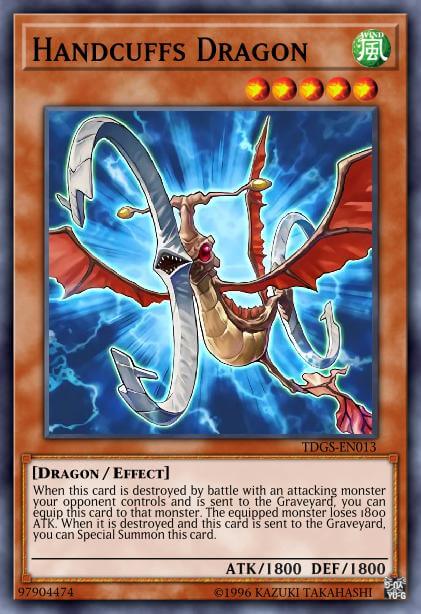 HANDCUFFS DRAGON
WIND
風
TDGS-EN013
[DRAGON / EFFECT]
When this card is destroyed by battle with an attacking monster
your opponent controls and is sent to the Graveyard, you can
equip this card to that monster. The equipped monster loses 1800
ATK. When it is destroyed and this card is sent to the Graveyard,
you can Special Summon this card.
ATK/1800 DEF/1800
97904474
©1996 KAZUKI TAKAHASHI